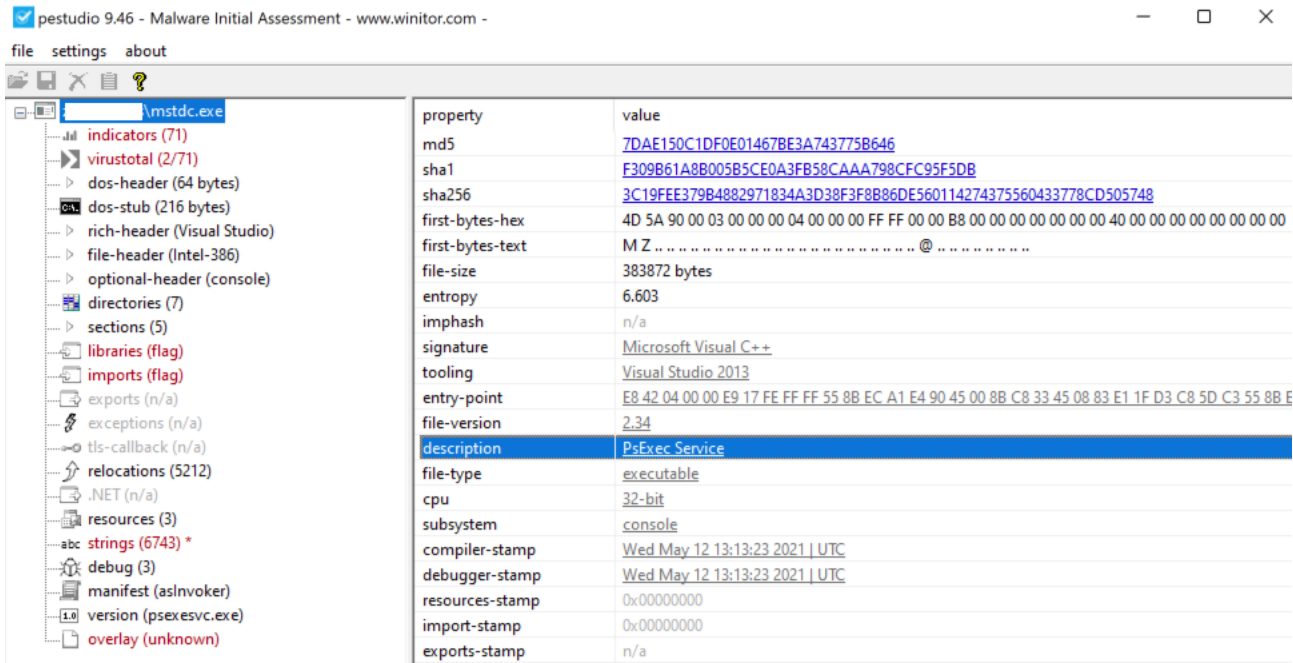 pestudio 9.46 - Malware Initial Assessment - www.winitor.com -
file settings about
\mstdc.exe
indicators (71)
virustotal (2/71)
dos-header (64 bytes)
dos-stub (216 bytes)
rich-header (Visual Studio)
file-header (Intel-386)
optional-header (console)
directories (7)
sections (5)
libraries (flag)
imports (flag)
exports (n/a)
exceptions (n/a)
tls-callback (n/a)
relocations (5212)
.NET (n/a)
resources (3)
abc strings (6743) *
debug (3)
manifest (asInvoker)
1.0 version (psexesvc.exe)
overlay (unknown)
property value
md5 7DAE150C1DF0E01467BE3A743775B646
sha1 F309B61A8B005B5CE0A3FB58CAAA798CFC95F5DB
sha256 3C19FEE379B4882971834A3D38F3F8B86DE560114274375560433778CD505748
first-bytes-hex 4D 5A 90 00 03 00 00 00 04 00 00 00 FF FF 00 00 B8 00 00 00 00 00 00 00 40 00 00 00 00 00 00 00
first-bytes-text M Z .. .. .. .. .. .. .. .. .. .. .. .. .. .. .. .. .. .. .. .. @ .. .. .. .. .. .. ..
file-size 383872 bytes
entropy 6.603
imphash n/a
signature Microsoft Visual C++
tooling Visual Studio 2013
entry-point E8 42 04 00 00 E9 17 FE FF FF 55 8B EC A1 E4 90 45 00 8B C8 33 45 08 83 E1 1F D3 C8 5D C3 55 8B
file-version 2.34
description PsExec Service
file-type executable
cpu 32-bit
subsystem console
compiler-stamp Wed May 12 13:13:23 2021 | UTC
debugger-stamp Wed May 12 13:13:23 2021 | UTC
resources-stamp 0x00000000
import-stamp 0x00000000
exports-stamp n/a